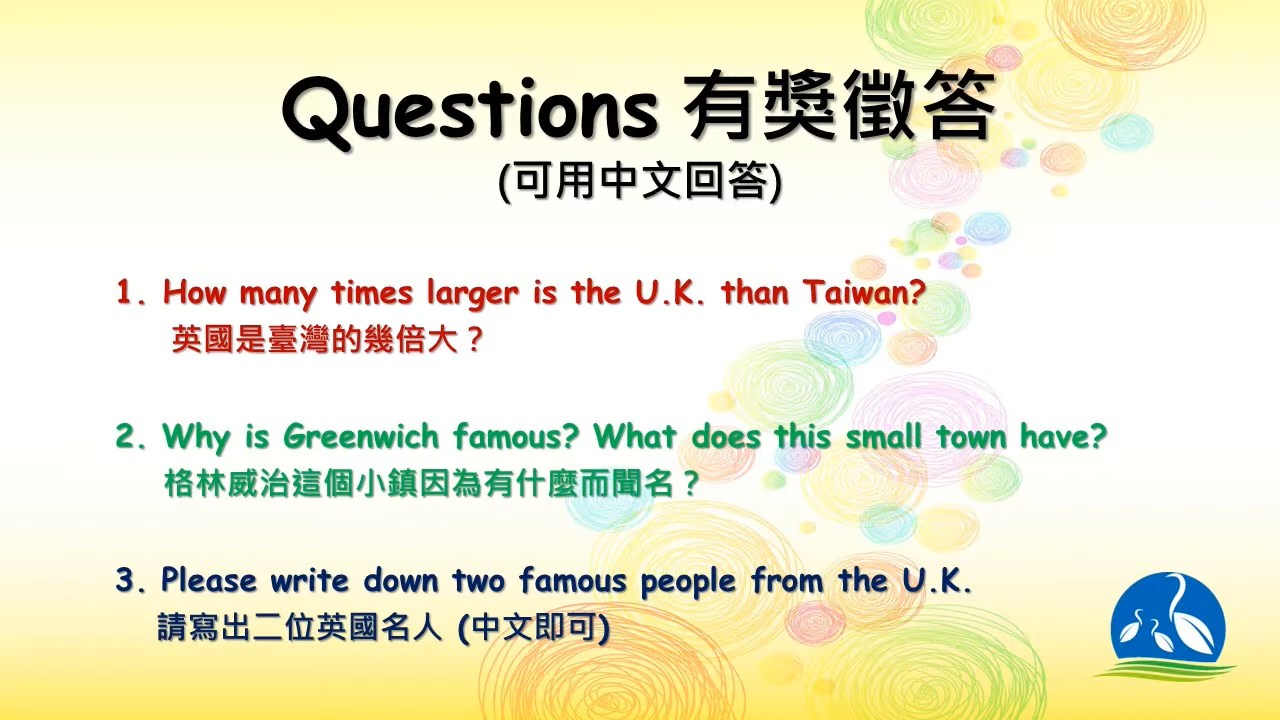 Questions 有獎徵答
(可用中文回答)
1. How many times larger is the U.K. than Taiwan?
英國是臺灣的幾倍大？
2. Why is Greenwich famous? What does this small town have?
格林威治這個小鎮因為有什麼而聞名？
3. Please write down two famous people from the U.K.
請寫出二位英國名人 (中文即可)